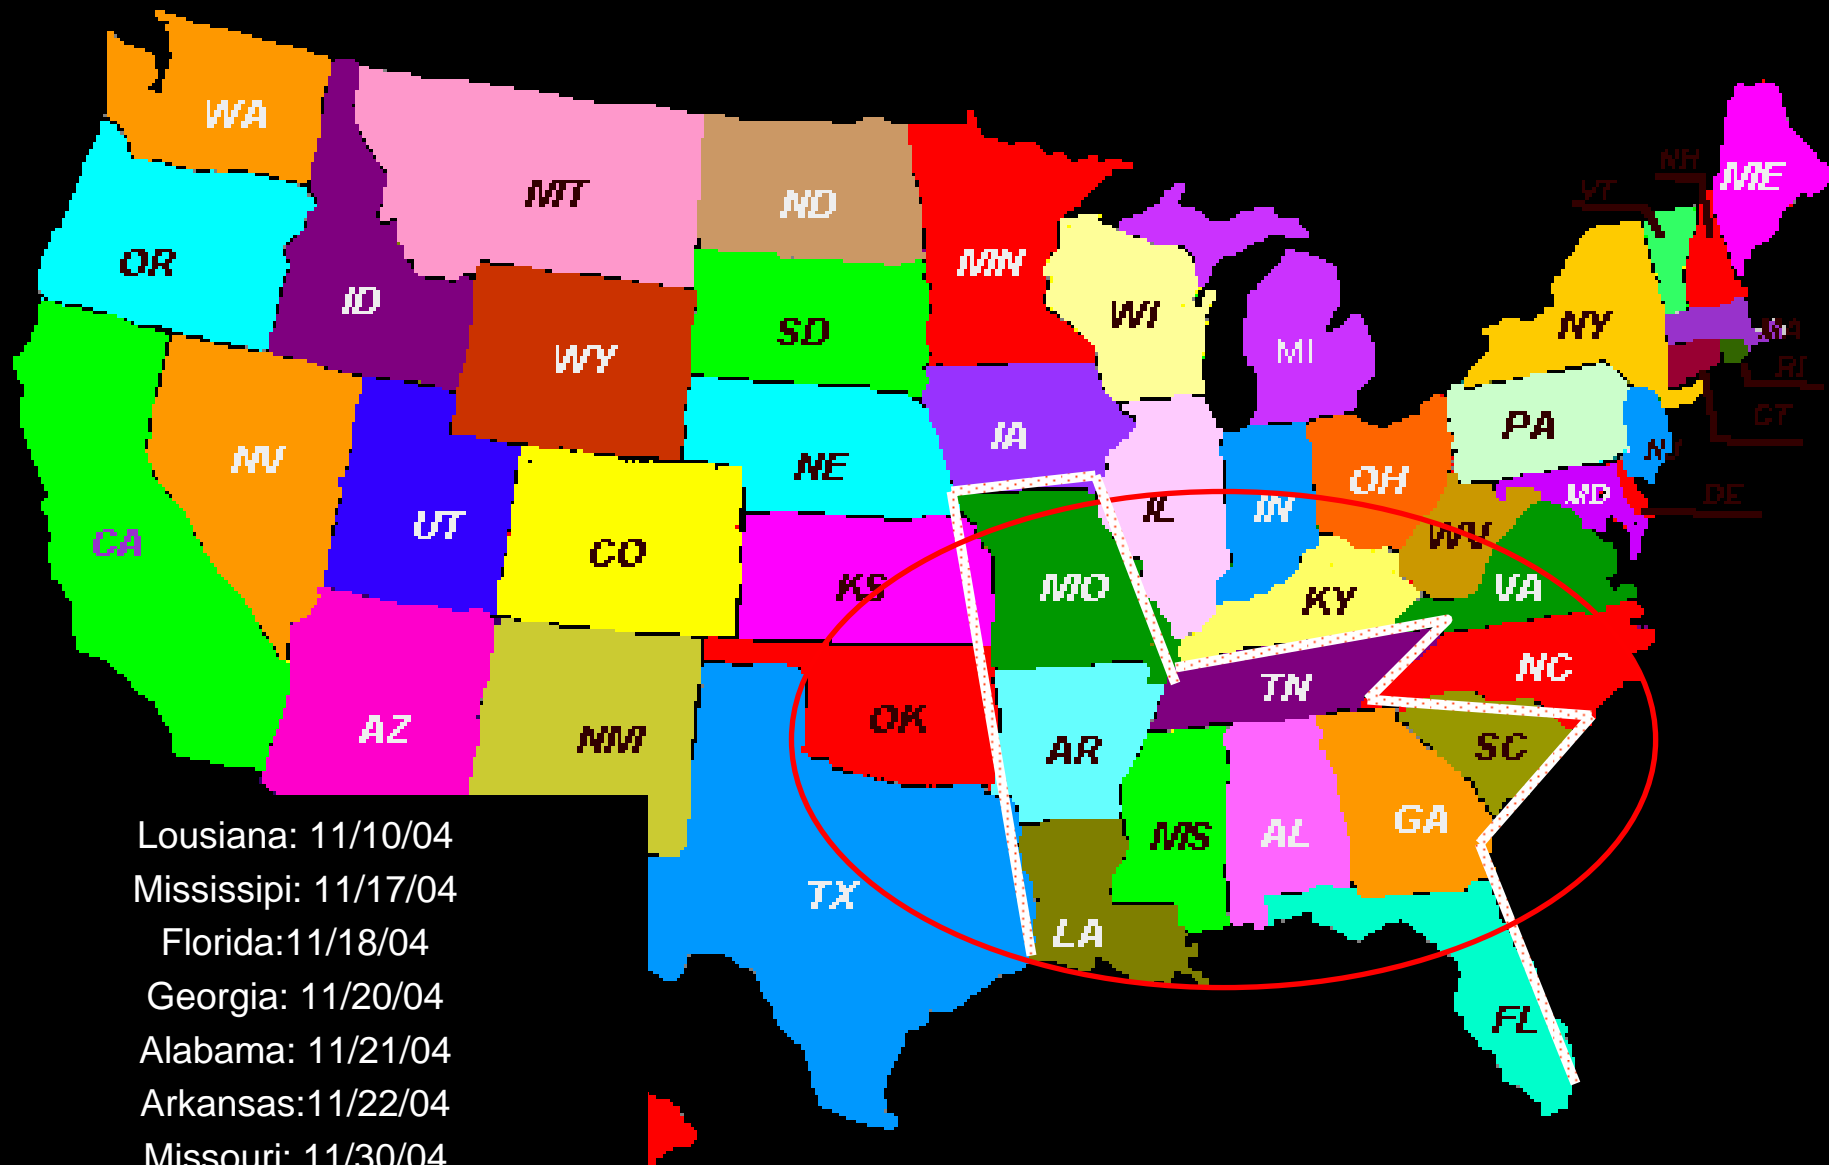 WA
MT
ND
MN
OR
ID
SD
WY
WI
MI
VT
NH
ME
NY
MA
RI
CT
NV
UT
CA
NE
IA
CO
KS
IL
IN
OH
PA
NJ
MD
DE
MO
KY
WV
VA
AZ
NM
OK
AR
TN
NC
SC
TX
LA
MS
AL
GA
FL
Lousiana: 11/10/04
Mississipi: 11/17/04
Florida:11/18/04
Georgia: 11/20/04
Alabama: 11/21/04
Arkansas:11/22/04
Missouri: 11/30/04